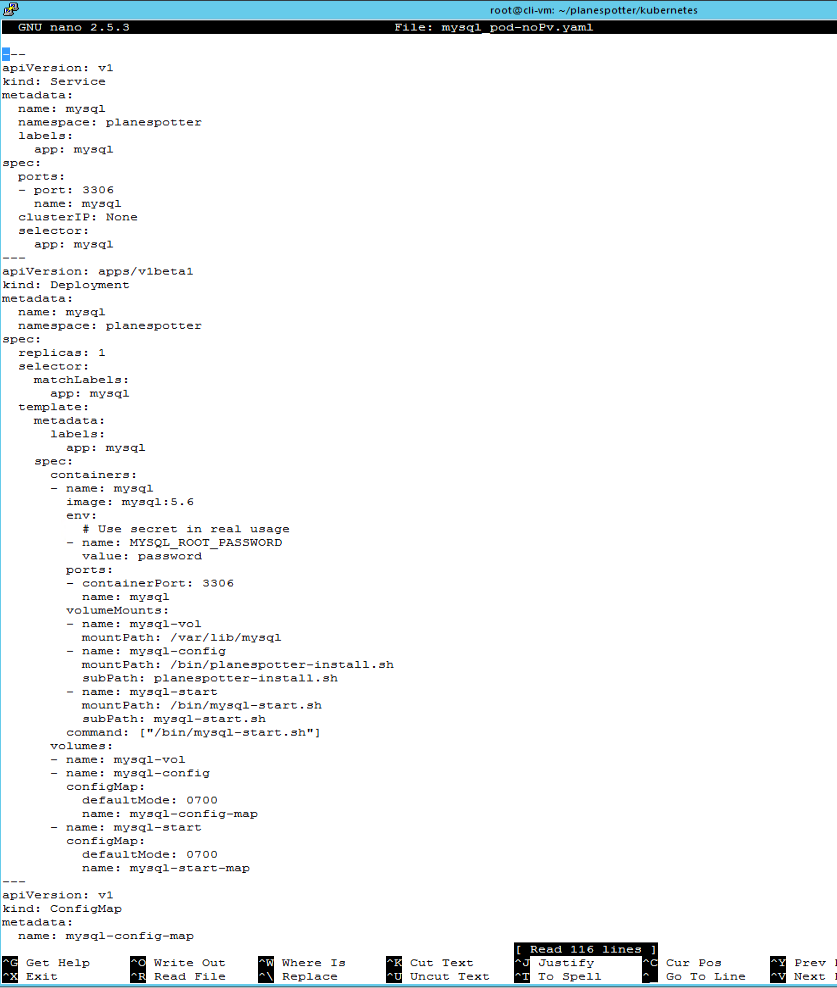 root@cli-vm: ~/planespotter/kubernetes
GNU nano 2.5.3 File: mysql_pod-noPv.yaml
---
apiVersion: v1
kind: Service
metadata:
  name: mysql
  namespace: planespotter
  labels:
    app: mysql
spec:
  ports:
  - port: 3306
    name: mysql
  clusterIP: None
  selector:
    app: mysql
---
apiVersion: apps/v1beta1
kind: Deployment
metadata:
  name: mysql
  namespace: planespotter
spec:
  replicas: 1
  selector:
    matchLabels:
      app: mysql
  template:
    metadata:
      labels:
        app: mysql
    spec:
      containers:
      - name: mysql
        image: mysql:5.6
        env:
          # Use secret in real usage
        - name: MYSQL_ROOT_PASSWORD
          value: password
        ports:
        - containerPort: 3306
          name: mysql
        volumeMounts:
        - name: mysql-vol
          mountPath: /var/lib/mysql
        - name: mysql-config
          mountPath: /bin/planespotter-install.sh
          subPath: planespotter-install.sh
        - name: mysql-start
          mountPath: /bin/mysql-start.sh
          subPath: mysql-start.sh
        command: ["/bin/mysql-start.sh"]
      volumes:
      - name: mysql-vol
      - name: mysql-config
        configMap:
          defaultMode: 0700
          name: mysql-config-map
      - name: mysql-start
        configMap:
          defaultMode: 0700
          name: mysql-start-map
---
apiVersion: v1
kind: ConfigMap
metadata:
  name: mysql-config-map
[ Read 116 lines ]
^G Get Help ^O Write Out ^W Where Is ^K Cut Text ^J Justify ^C Cur Pos ^Y Prev
^X Exit ^R Read File ^\ Replace ^U Uncut Text ^T To Spell ^_ Go To Line ^V Next